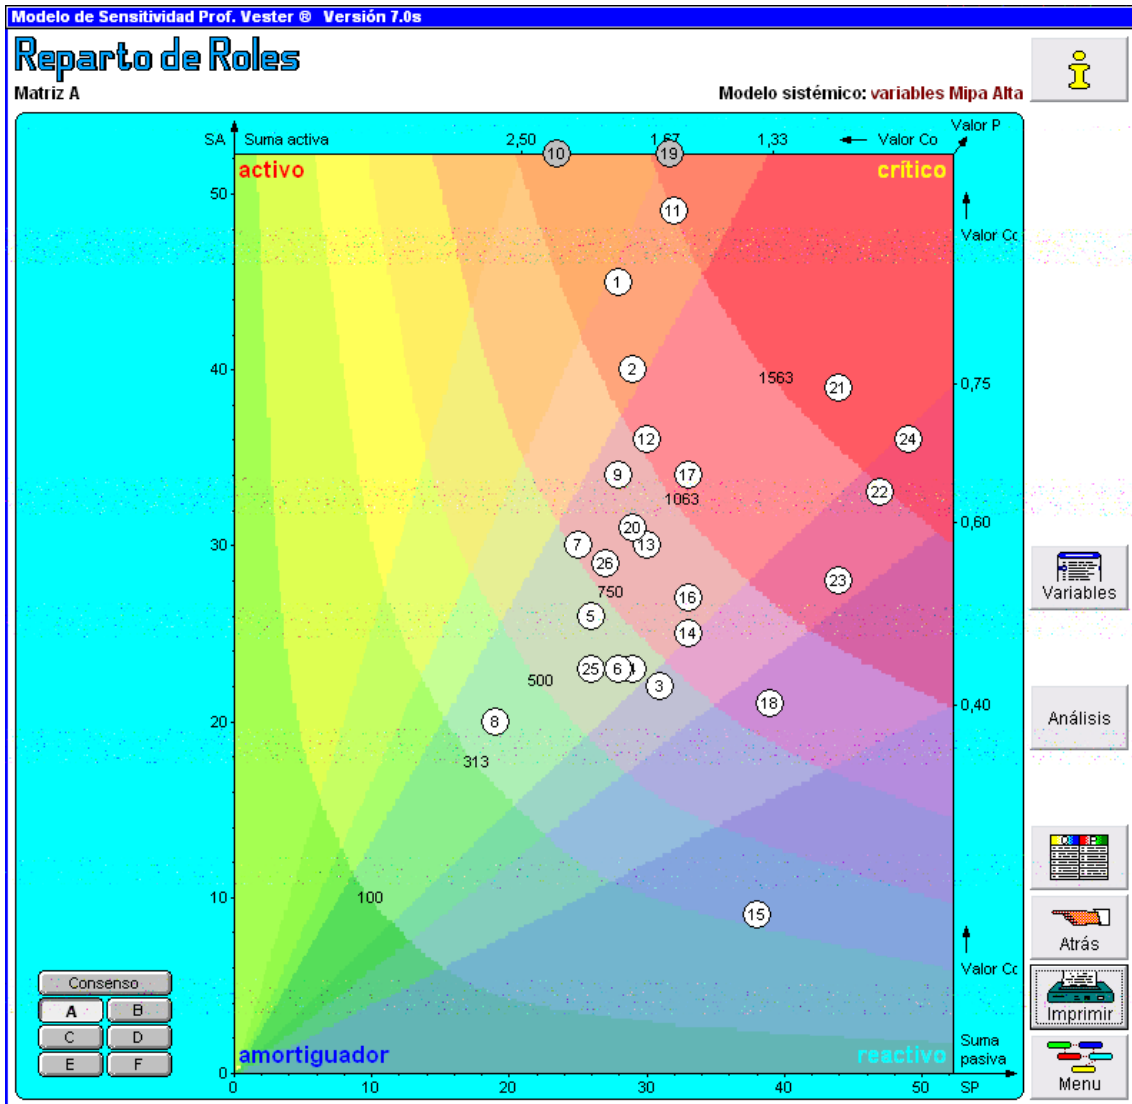 Modelo de Sensitividad Prof. Vester ® Versión 7.0s
Reparto de Roles
Matriz A
Modelo sistémico: variables Mipa Alta
Valor P
SA Suma activa 2,50 1,67 1,33 Valor Co
10 19
activo crítico
50
11
Valor Co
1
2
40
1563 21 0,75
12 24
9 17
1063 22
20 0,60
30 7 13
26
750 16 23
5
14
25 6 4
500 3
18 0,40
20 8
313
10 100
15
Valor Co
amortiguador reactivo
Suma
pasiva
0
0 10 20 30 40 50 SP
Consenso
A B
C D
E F
Variables
Análisis
C P
Atrás
Imprimir
Menu